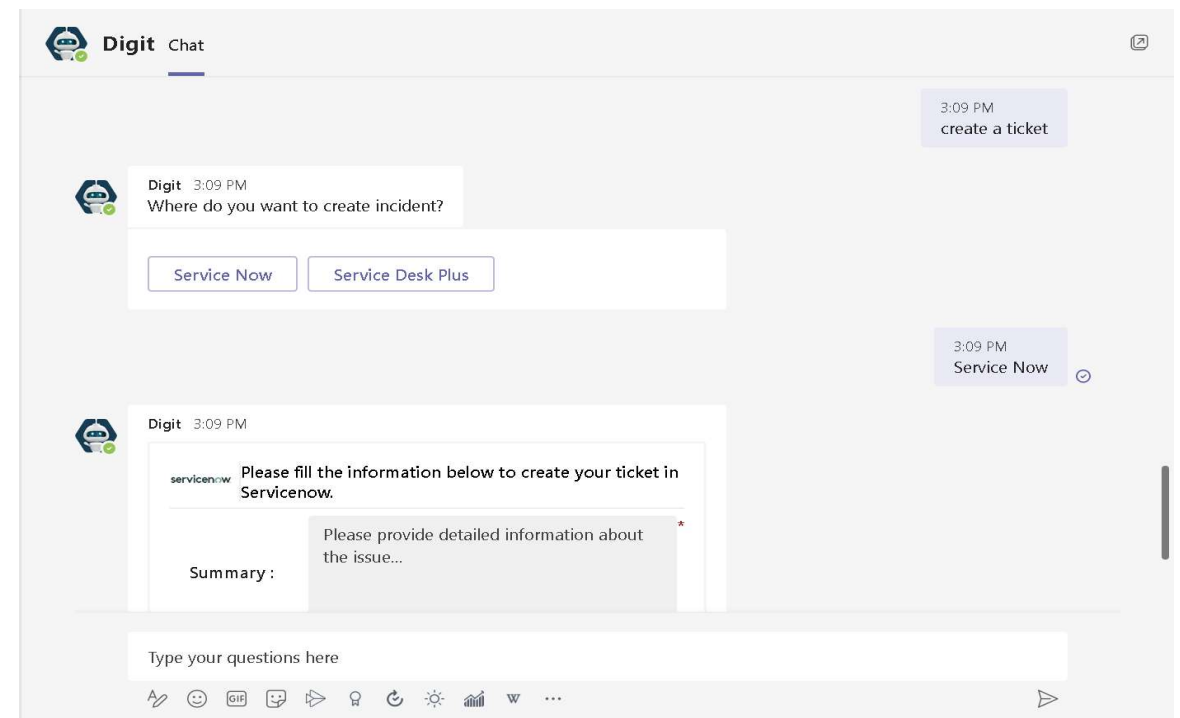 Digit Chat
3:09 PM
create a ticket
Digit 3:09 PM
Where do you want to create incident?
Service Now
Service Desk Plus
3:09 PM
Service Now
Digit 3:09 PM
servicenow
Please fill the information below to create your ticket in
Servicenow.
Summary :
Please provide detailed information about
the issue...
*
Type your questions here
GIF
W
...